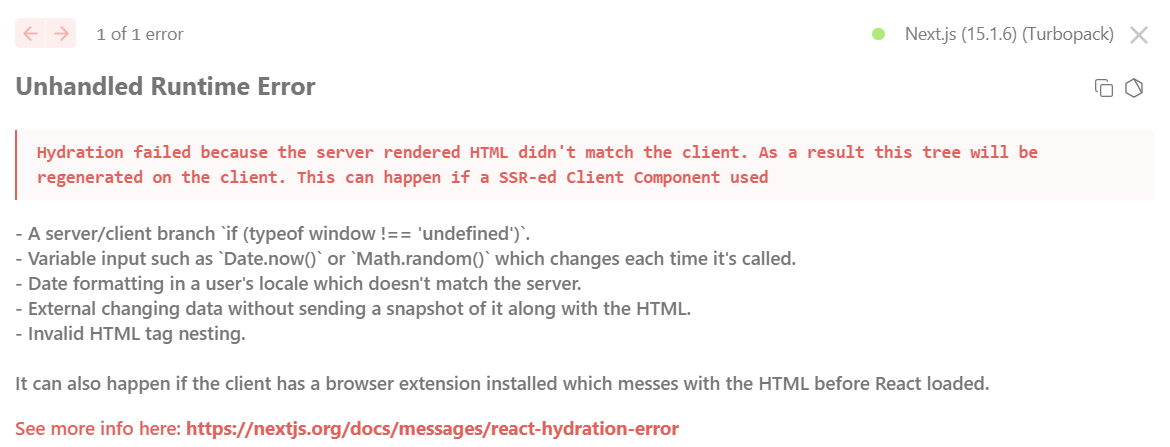 1 of 1 error
Next.js (15.1.6) (Turbopack)
Unhandled Runtime Error
Hydration failed because the server rendered HTML didn't match the client. As a result this tree will be
regenerated on the client. This can happen if a SSR-ed Client Component used
- A server/client branch `if (typeof window !== 'undefined')`.
- Variable input such as `Date.now()` or `Math.random()` which changes each time it's called.
- Date formatting in a user's locale which doesn't match the server.
- External changing data without sending a snapshot of it along with the HTML.
- Invalid HTML tag nesting.
It can also happen if the client has a browser extension installed which messes with the HTML before React loaded.
See more info here: https://nextjs.org/docs/messages/react-hydration-error